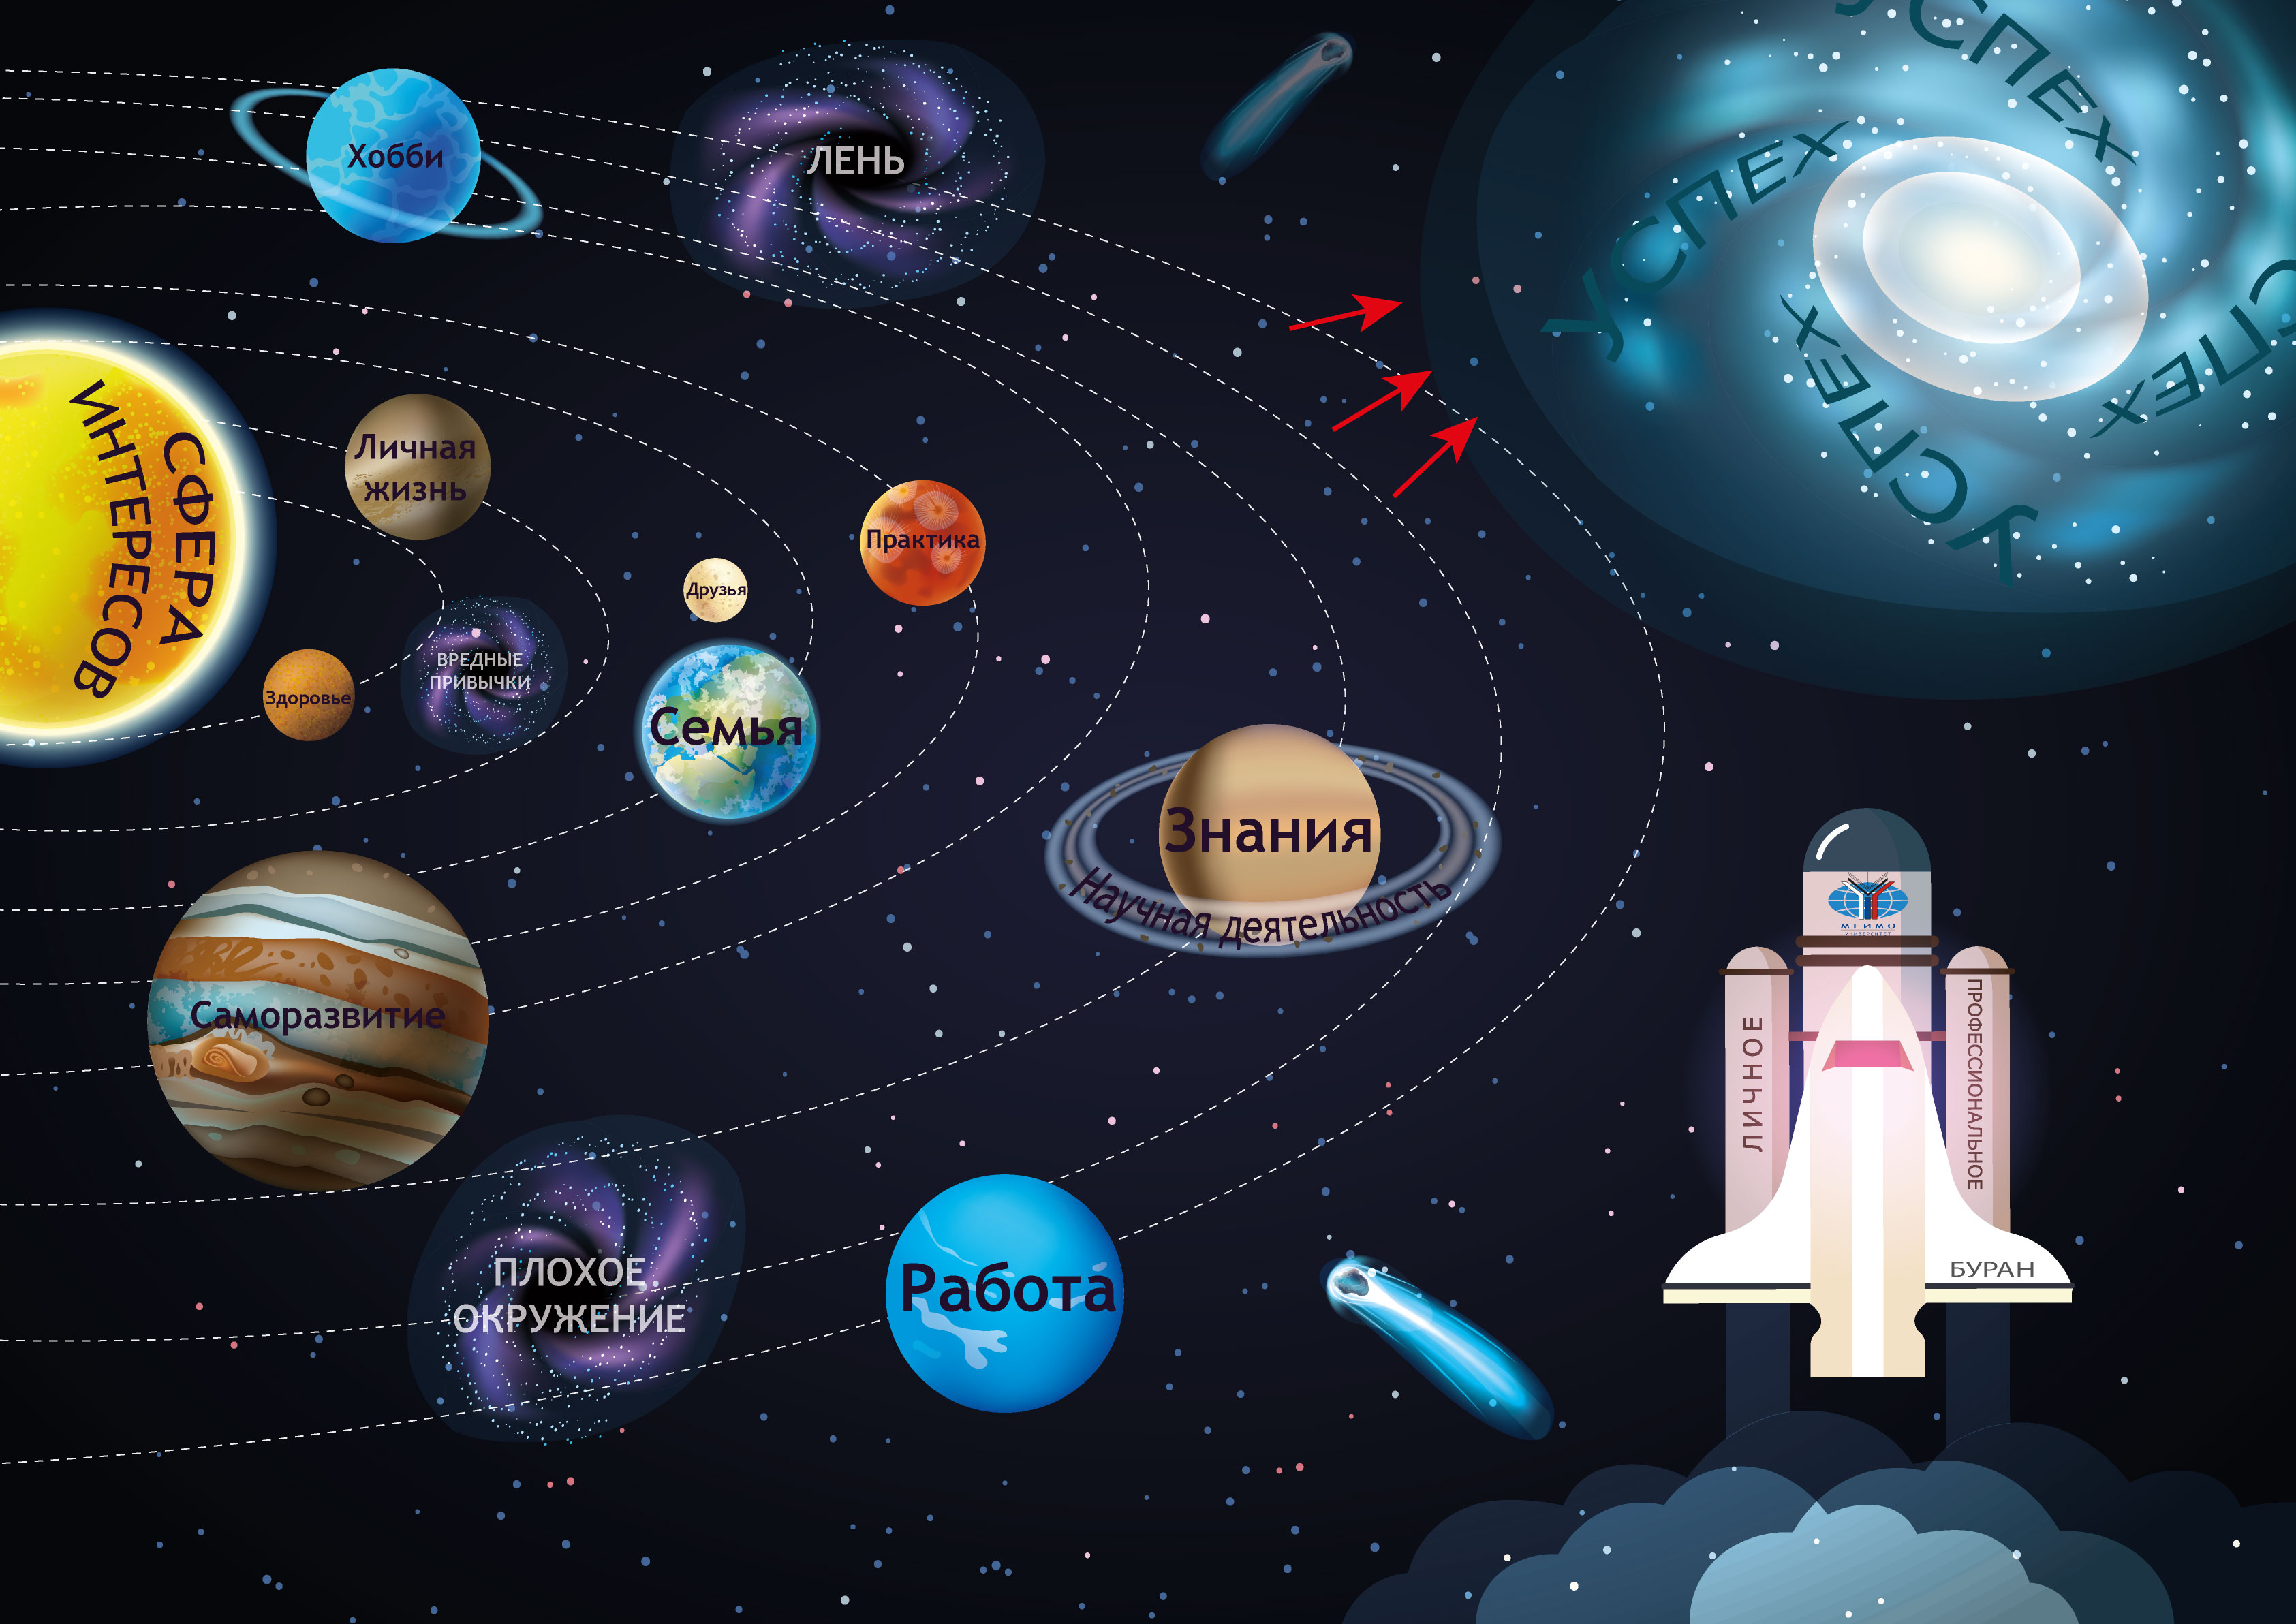 Хобби
ЛЕНЬ
УСПЕХ
УСПЕХ
УСПЕХ
УСПЕХ
СФЕРА
ИНТЕРЕСОВ
Личная
жизнь
Друзья
Практика
Здоровье
ВРЕДНЫЕ
ПРИВЫЧКИ
Семья
Знания
Научная деятельность
Саморазвитие
ПЛОХОЕ
ОКРУЖЕНИЕ
Работа
МГИМО
УНИВЕРСИТЕТ
ЛИЧНОЕ
ПРОФЕССИОНАЛЬНОЕ
БУРАН